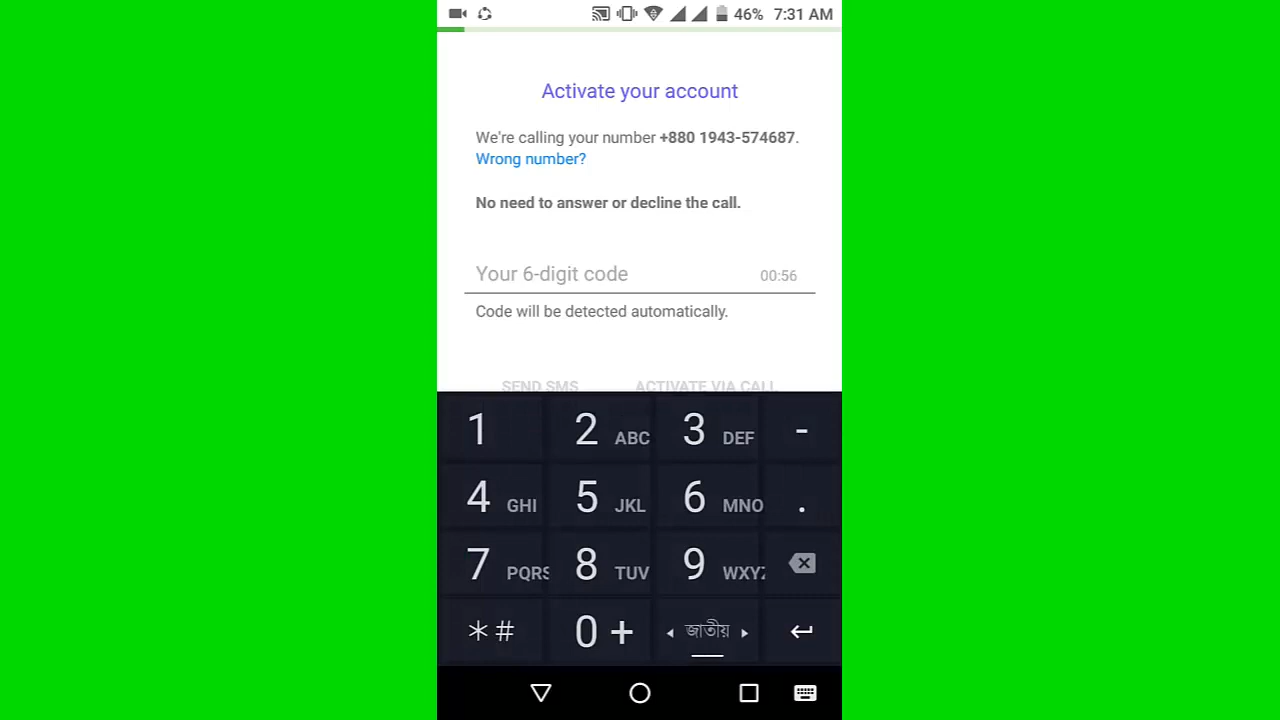 46% 7:31 AM
Activate your account
We're calling your number +880 1943-574687.
Wrong number?
No need to answer or decline the call.
Your 6-digit code 00:56
Code will be detected automatically.
SEND SMS ACTIVATE VIA CALL
1 2 ABC 3 DEF -
4 GHI 5 JKL 6 MNO .
7 PQRS 8 TUV 9 WXYZ
*# 0 + জাতীয়